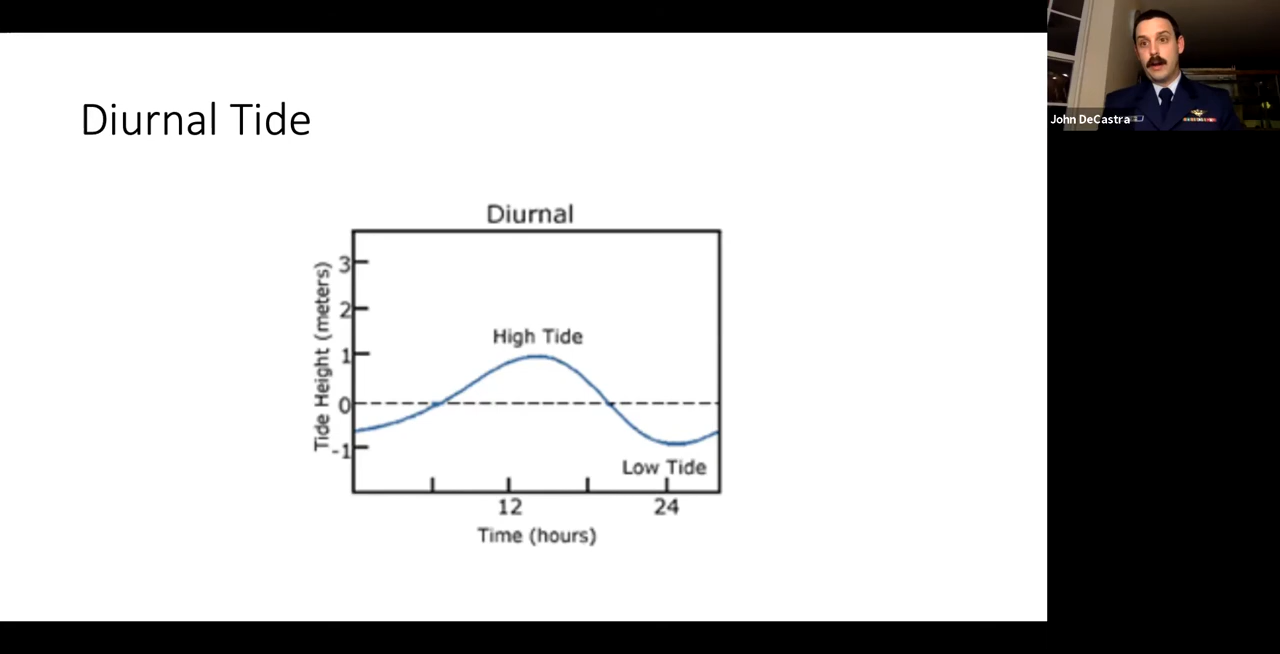 Diurnal Tide
John DeCastra
Diurnal
Tide Height (meters)
3
2
1
0
-1
High Tide
Low Tide
12 24
Time (hours)